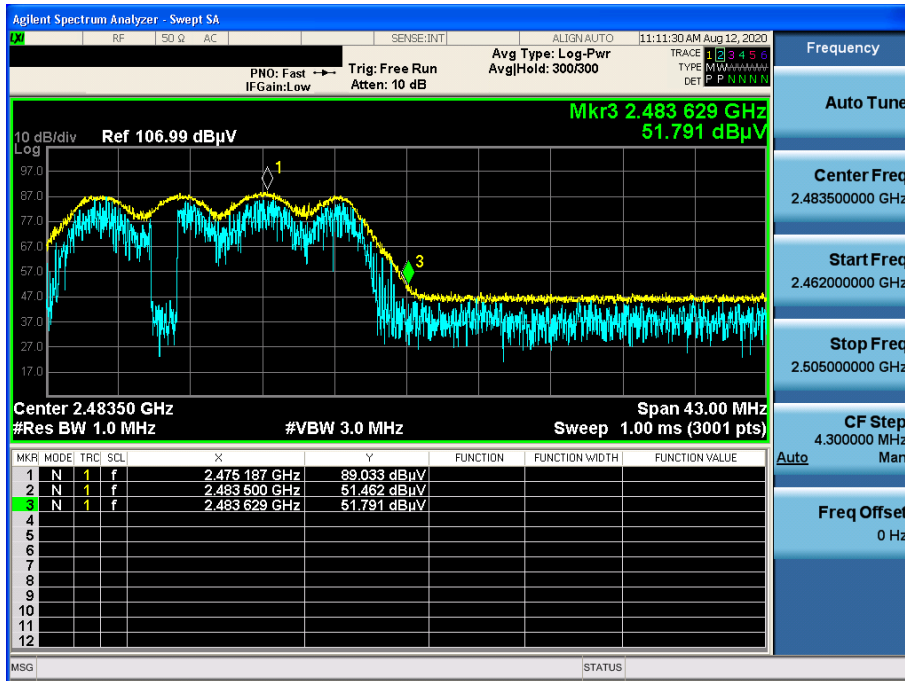 Agilent Spectrum Analyzer - Swept SA
LXI RF 50 Ω AC SENSE:INT ALIGN AUTO 11:11:30 AM Aug 12, 2020
Frequency
PNO: Fast Trig: Free Run Avg Type: Log-Pwr TRACE 1 2 3 4 5 6
IFGain:Low Atten: 10 dB Avg|Hold: 300/300 TYPE MWWWWW
DET P P N N N N
Auto Tune
Mkr3 2.483 629 GHz
51.791 dBµV
10 dB/div Ref 106.99 dBµV
Log
97.0
87.0
77.0
67.0
57.0
47.0
37.0
27.0
17.0
1
3
Center Freq
2.483500000 GHz
Start Freq
2.462000000 GHz
Stop Freq
2.505000000 GHz
Center 2.48350 GHz Span 43.00 MHz
#Res BW 1.0 MHz #VBW 3.0 MHz Sweep 1.00 ms (3001 pts)
CF Step
4.300000 MHz
Auto Man
Freq Offset
0 Hz
MKR MODE TRC SCL X Y FUNCTION FUNCTION WIDTH FUNCTION VALUE
1 N 1 f 2.475 187 GHz 89.033 dBµV
2 N 1 f 2.483 500 GHz 51.462 dBµV
3 N 1 f 2.483 629 GHz 51.791 dBµV
4
5
6
7
8
9
10
11
12
MSG STATUS